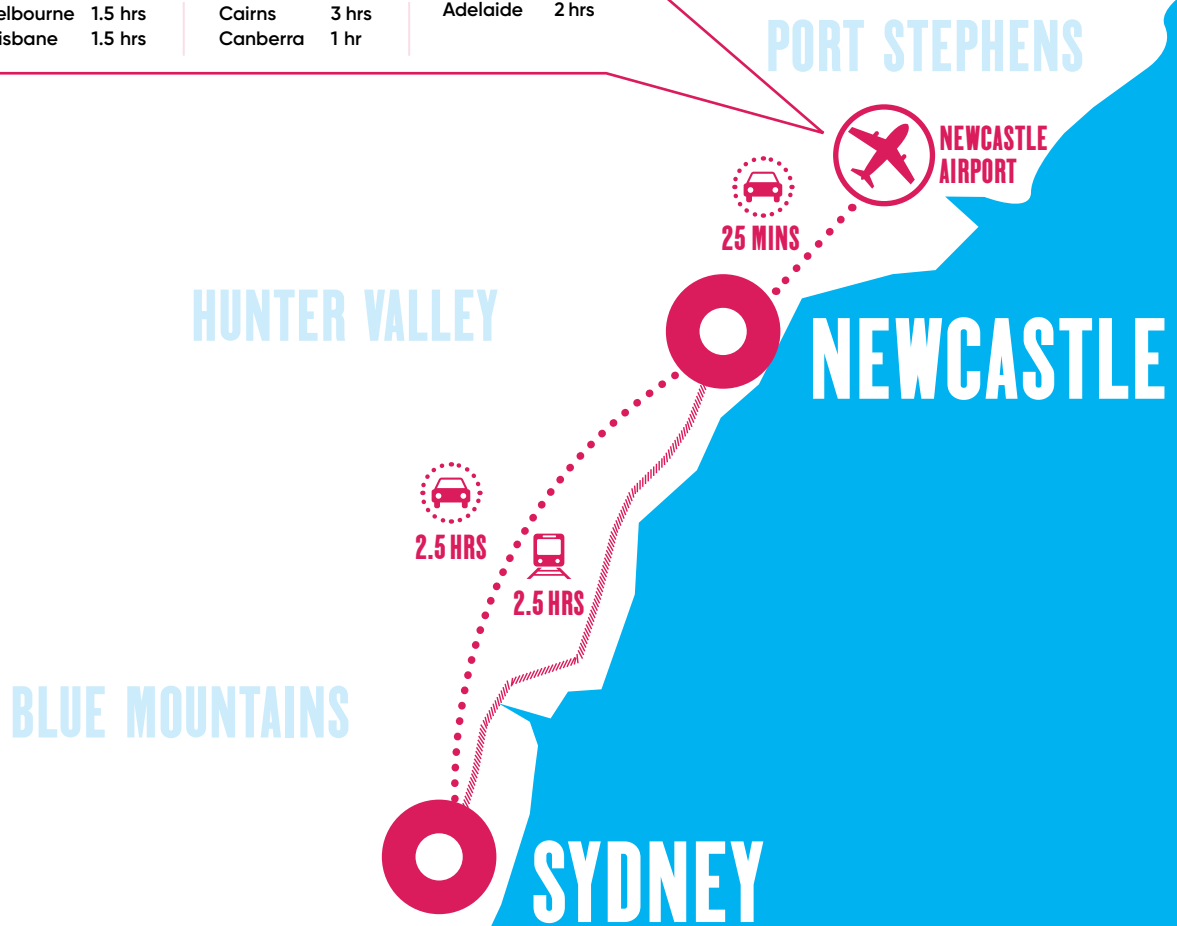 elbourne 1.5 hrs
isbane 1.5 hrs
Cairns 3 hrs
Canberra 1 hr
Adelaide 2 hrs
PORT STEPHENS
NEWCASTLE
AIRPORT
25 MINS
HUNTER VALLEY
NEWCASTLE
2.5 HRS
2.5 HRS
BLUE MOUNTAINS
SYDNEY